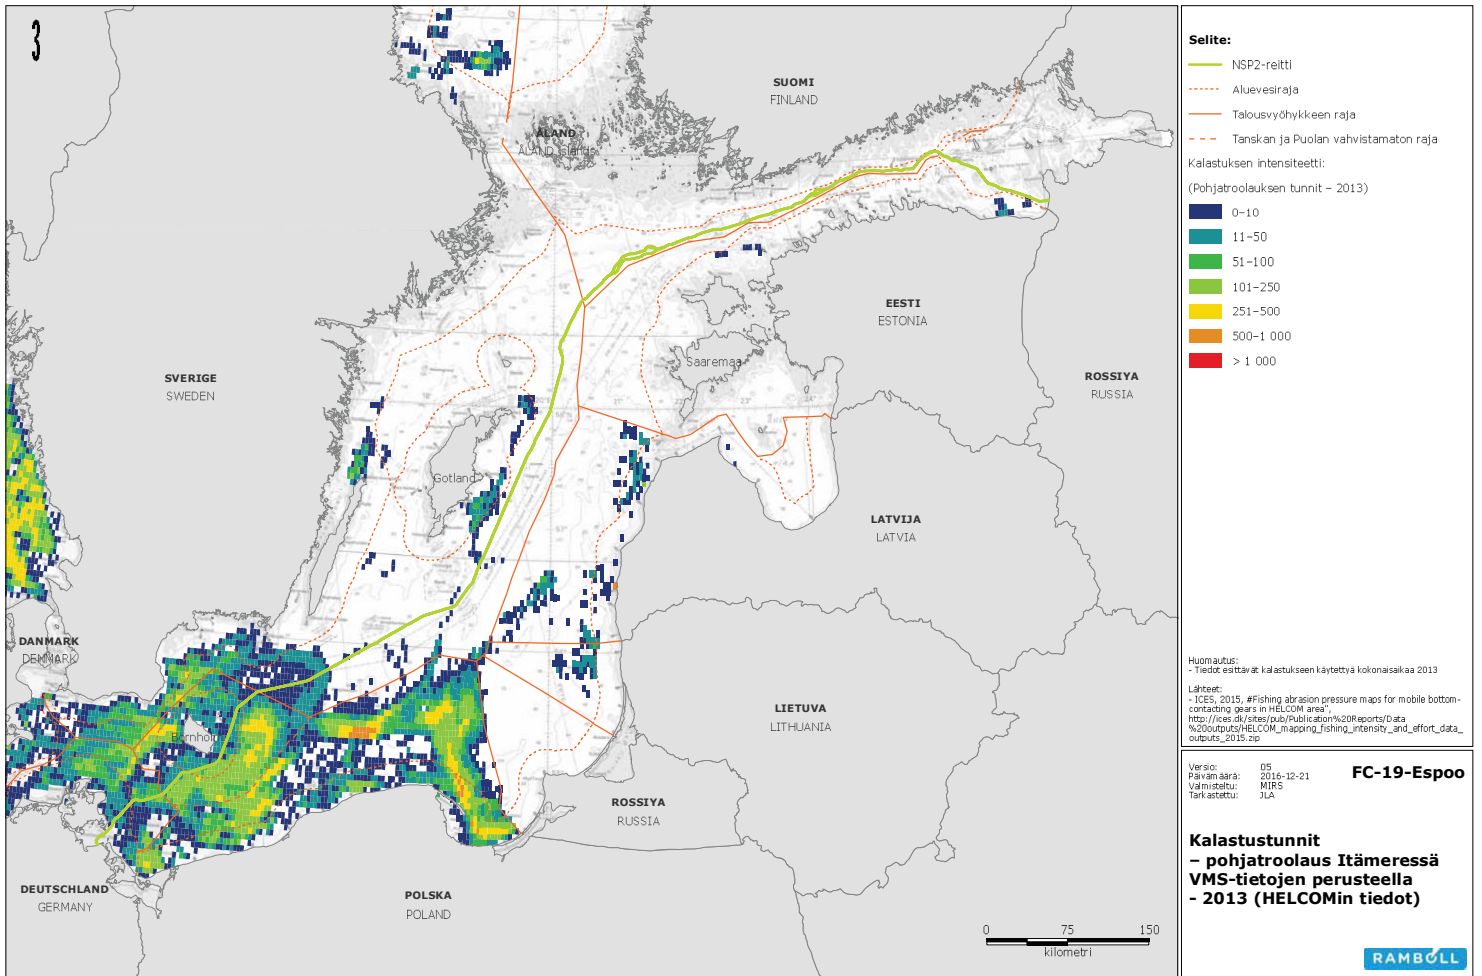 3
SUOMI
FINLAND
ÅLAND
ÅLAND Islands
EESTI
ESTONIA
Saaremaa
ROSSIYA
RUSSIA
SVERIGE
SWEDEN
Gotland
LATVIJA
LATVIA
DANMARK
DENMARK
Bornholm
LIETUVA
LITHUANIA
ROSSIYA
RUSSIA
DEUTSCHLAND
GERMANY
POLSKA
POLAND
0 75 150
kilometri
Selite:
NSP2-reitti
Aluevesiraja
Talousvyöhykkeen raja
Tanskan ja Puolan vahvistamaton raja
Kalastuksen intensiteetti:
(Pohjatroolauksen tunnit – 2013)
0–10
11–50
51–100
101–250
251–500
500–1 000
> 1 000
Huomautus:
- Tiedot esittävät kalastukseen käytettyä kokonaisaikaa 2013
Lähteet:
- ICES, 2015, #Fishing abrasion pressure maps for mobile bottom-
contacting gears in HELCOM area",
http://ices.dk/sites/pub/Publication%20Reports/Data
%20outputs/HELCOM_mapping_fishing_intensity_and_effort_data_
outputs_2015.zip
Versio: 05
Päivämäärä: 2016-12-21
Valmisteltu: MIRS
Tarkastettu: JLA
FC-19-Espoo
Kalastustunnit
– pohjatroolaus Itämeressä
VMS-tietojen perusteella
- 2013 (HELCOMin tiedot)
RAMBOLL